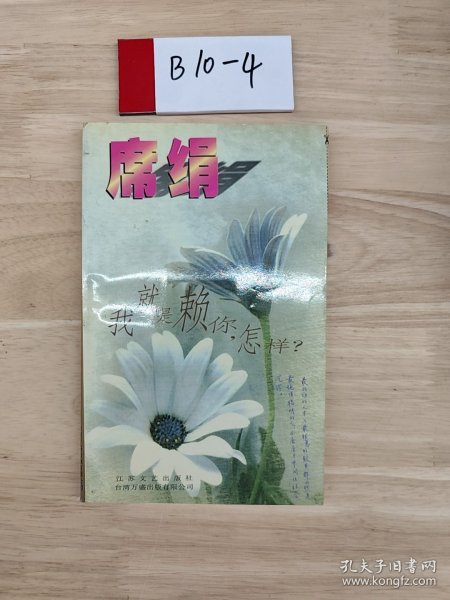 B10-4
席绢
我就是赖你,怎样?
江苏文艺出版社
台湾万盛出版有限公司
孔夫子旧书网
www.kongfz.com